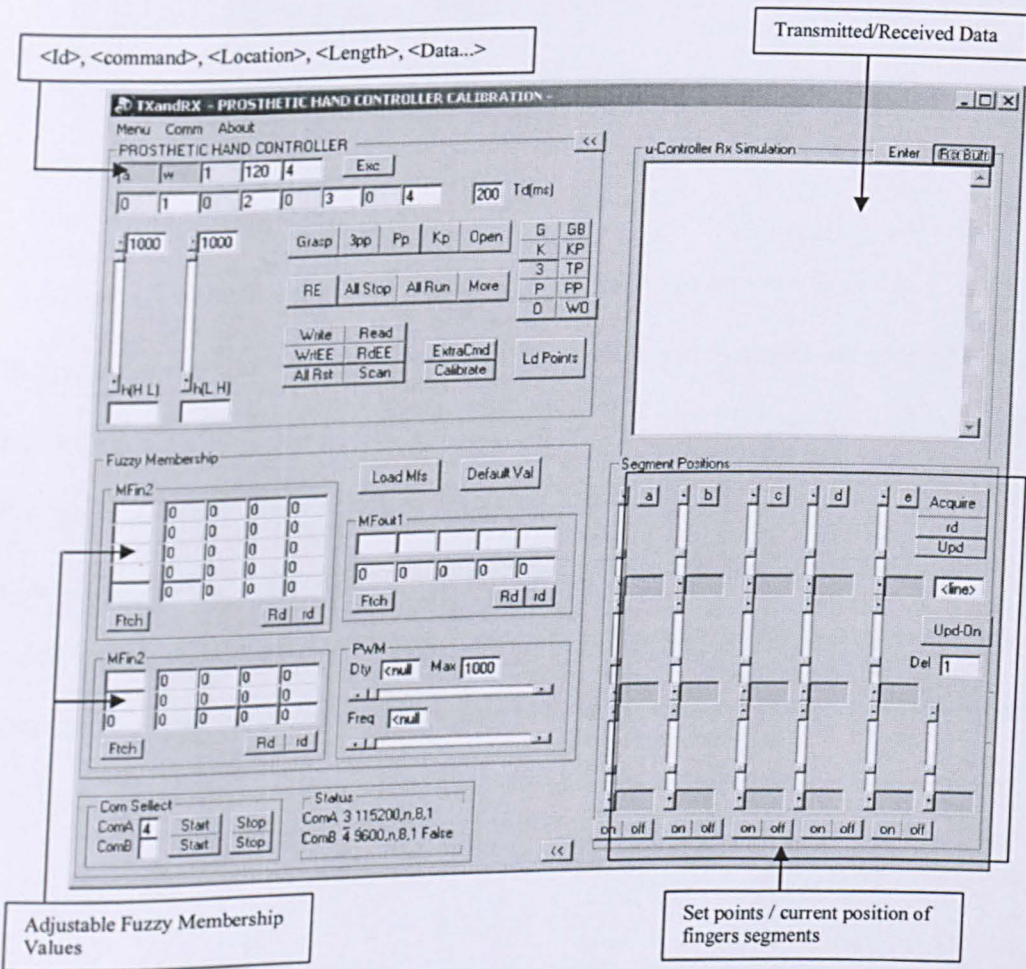 <Id>, <command>, <Location>, <Length>, <Data...>
Transmitted/Received Data
TXandRX - PROSTHETIC HAND CONTROLLER CALIBRATION -
Menu Comm About
PROSTHETIC HAND CONTROLLER
<<
a w 1 120 4 Exc
0 1 0 2 0 3 0 4 200 Td(ms)
1000 1000
Grasp 3pp Pp Kp Open
G GB
K KP
3 TP
P PP
O WO
RE All Stop All Run More
Write Read
WrtEE RdEE
All Rst Scan
ExtraCmd
Calibrate
Ld Points
h(H L) h(L H)
u-Controller Rx Simulation Enter Rst Bufr
Fuzzy Membership
Load Mfs Default Val
MFin2
0 0 0 0
0 0 0 0
0 0 0 0
0 0 0 0
Ftch Rd rd
MFout1
0 0 0 0 0
Ftch Rd rd
MFin2
0 0 0 0
0 0 0 0
0 0 0 0 0
Ftch Rd rd
PWM
Dty <null Max 1000
Freq <null
Segment Positions
a b c d e
Acquire
rd
Upd
<line>
Upd-On
Del 1
on off on off on off on off on off
Com Sellect
ComA 4 Start Stop
ComB Start Stop
Status
ComA 3 115200,n,8,1
ComB 4 9600,n,8,1 False
<<
Adjustable Fuzzy Membership
Values
Set points / current position of
fingers segments